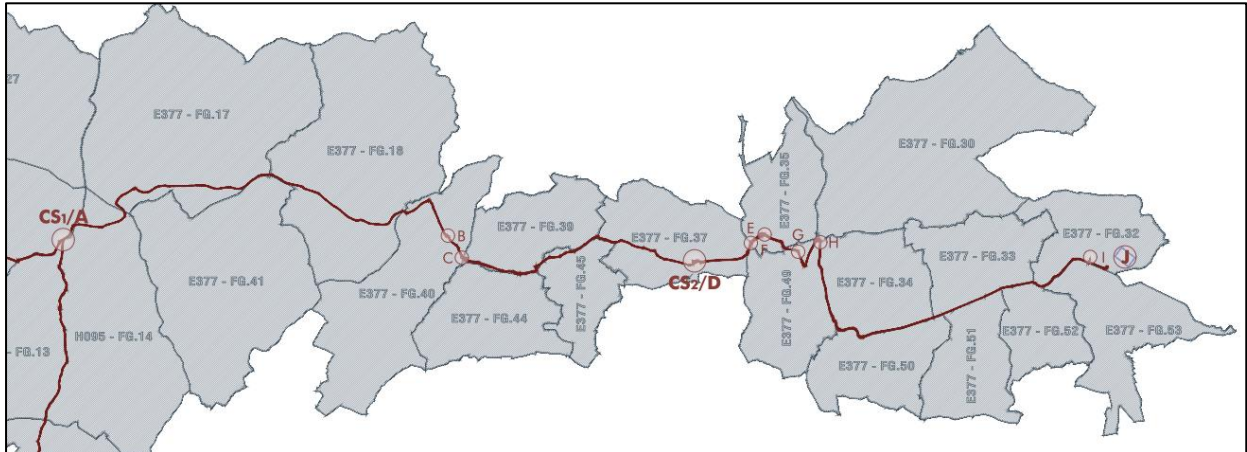 27
E377 - FG.17
E377 - FG.18
E377 - FG.35
E377 - FG.30
CS1/A
B
C
E377 - FG.39
E377 - FG.37
E
F
G
H
E377 - FG.33
E377 - FG.32
I
J
E377 - FG.41
E377 - FG.40
E377 - FG.45
CS2/D
E377 - FG.49
E377 - FG.34
H095 - FG.14
- FG.13
E377 - FG.44
E377 - FG.50
E377 - FG.51
E377 - FG.52
E377 - FG.53